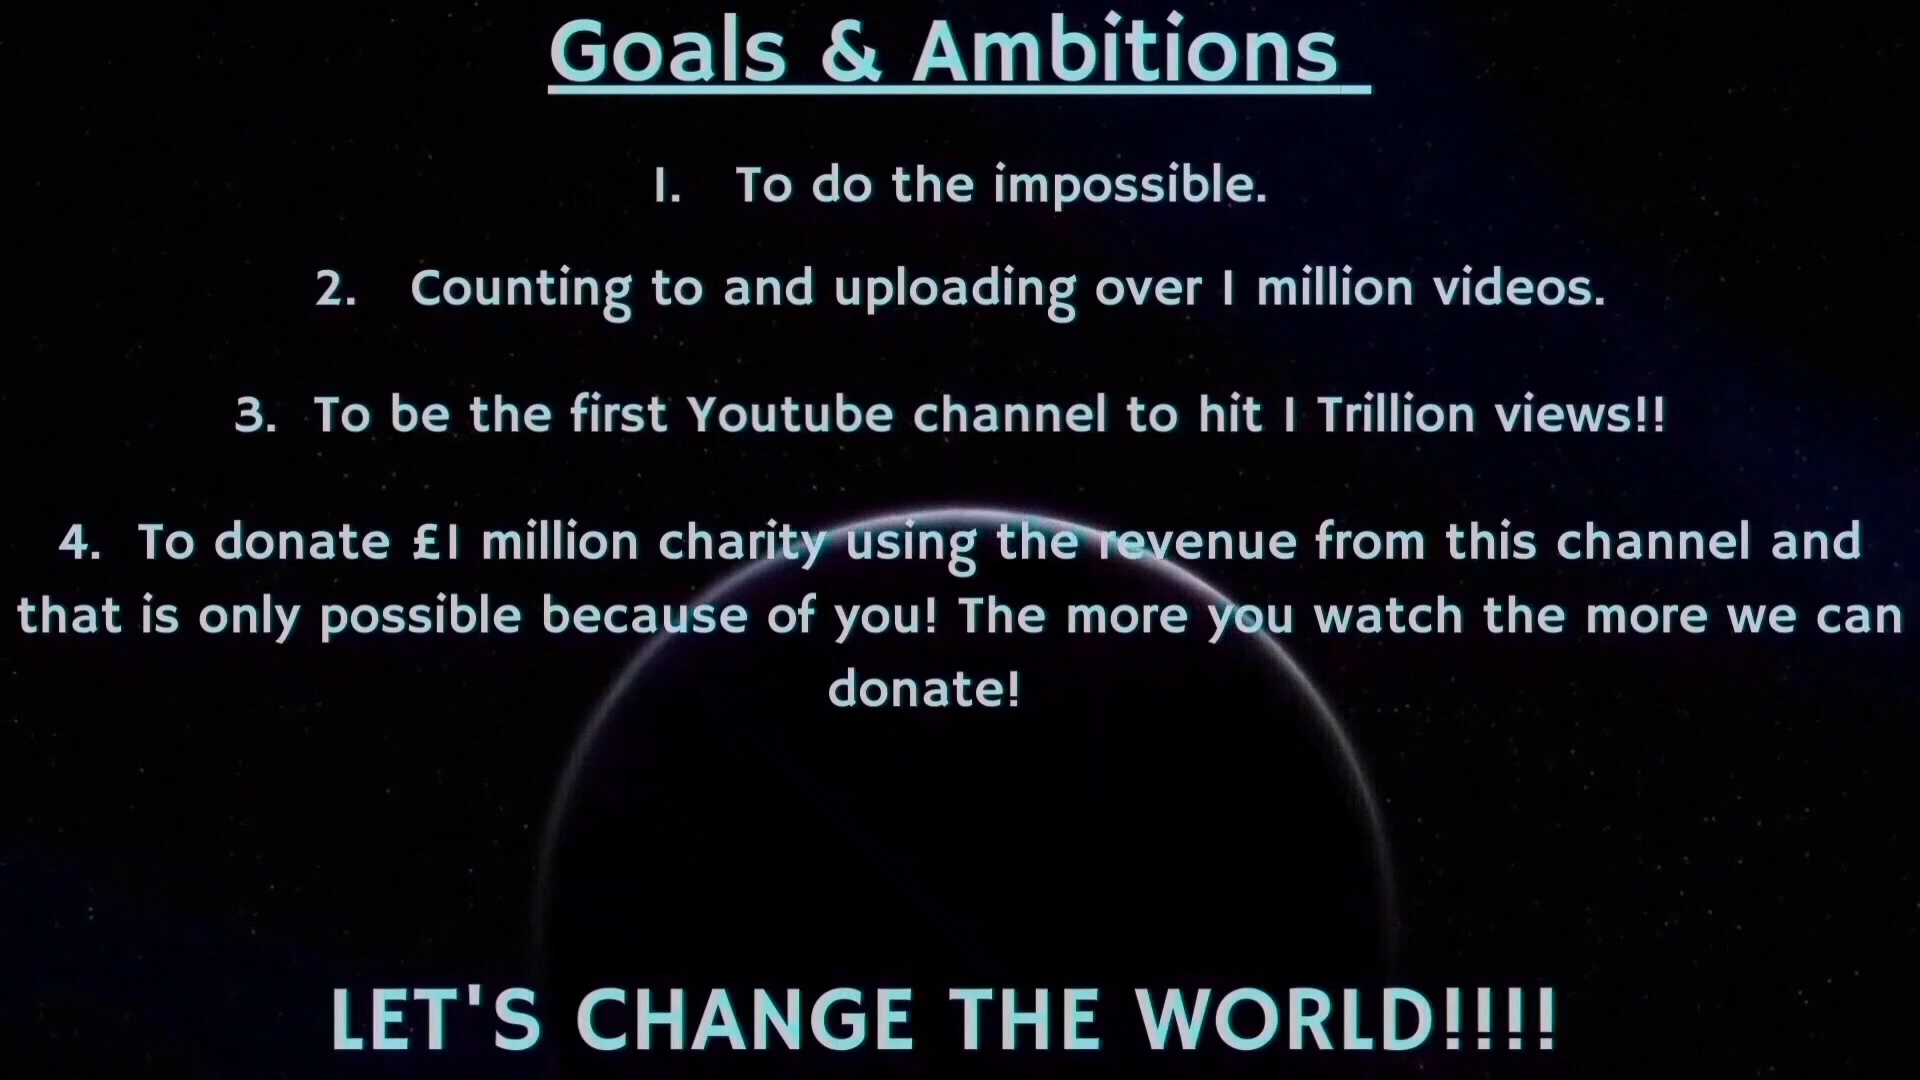 Goals & Ambitions
1. To do the impossible.
2. Counting to and uploading over 1 million videos.
3. To be the first Youtube channel to hit 1 Trillion views!!
4. To donate £1 million charity using the revenue from this channel and
that is only possible because of you! The more you watch the more we can
donate!
LET'S CHANGE THE WORLD!!!!